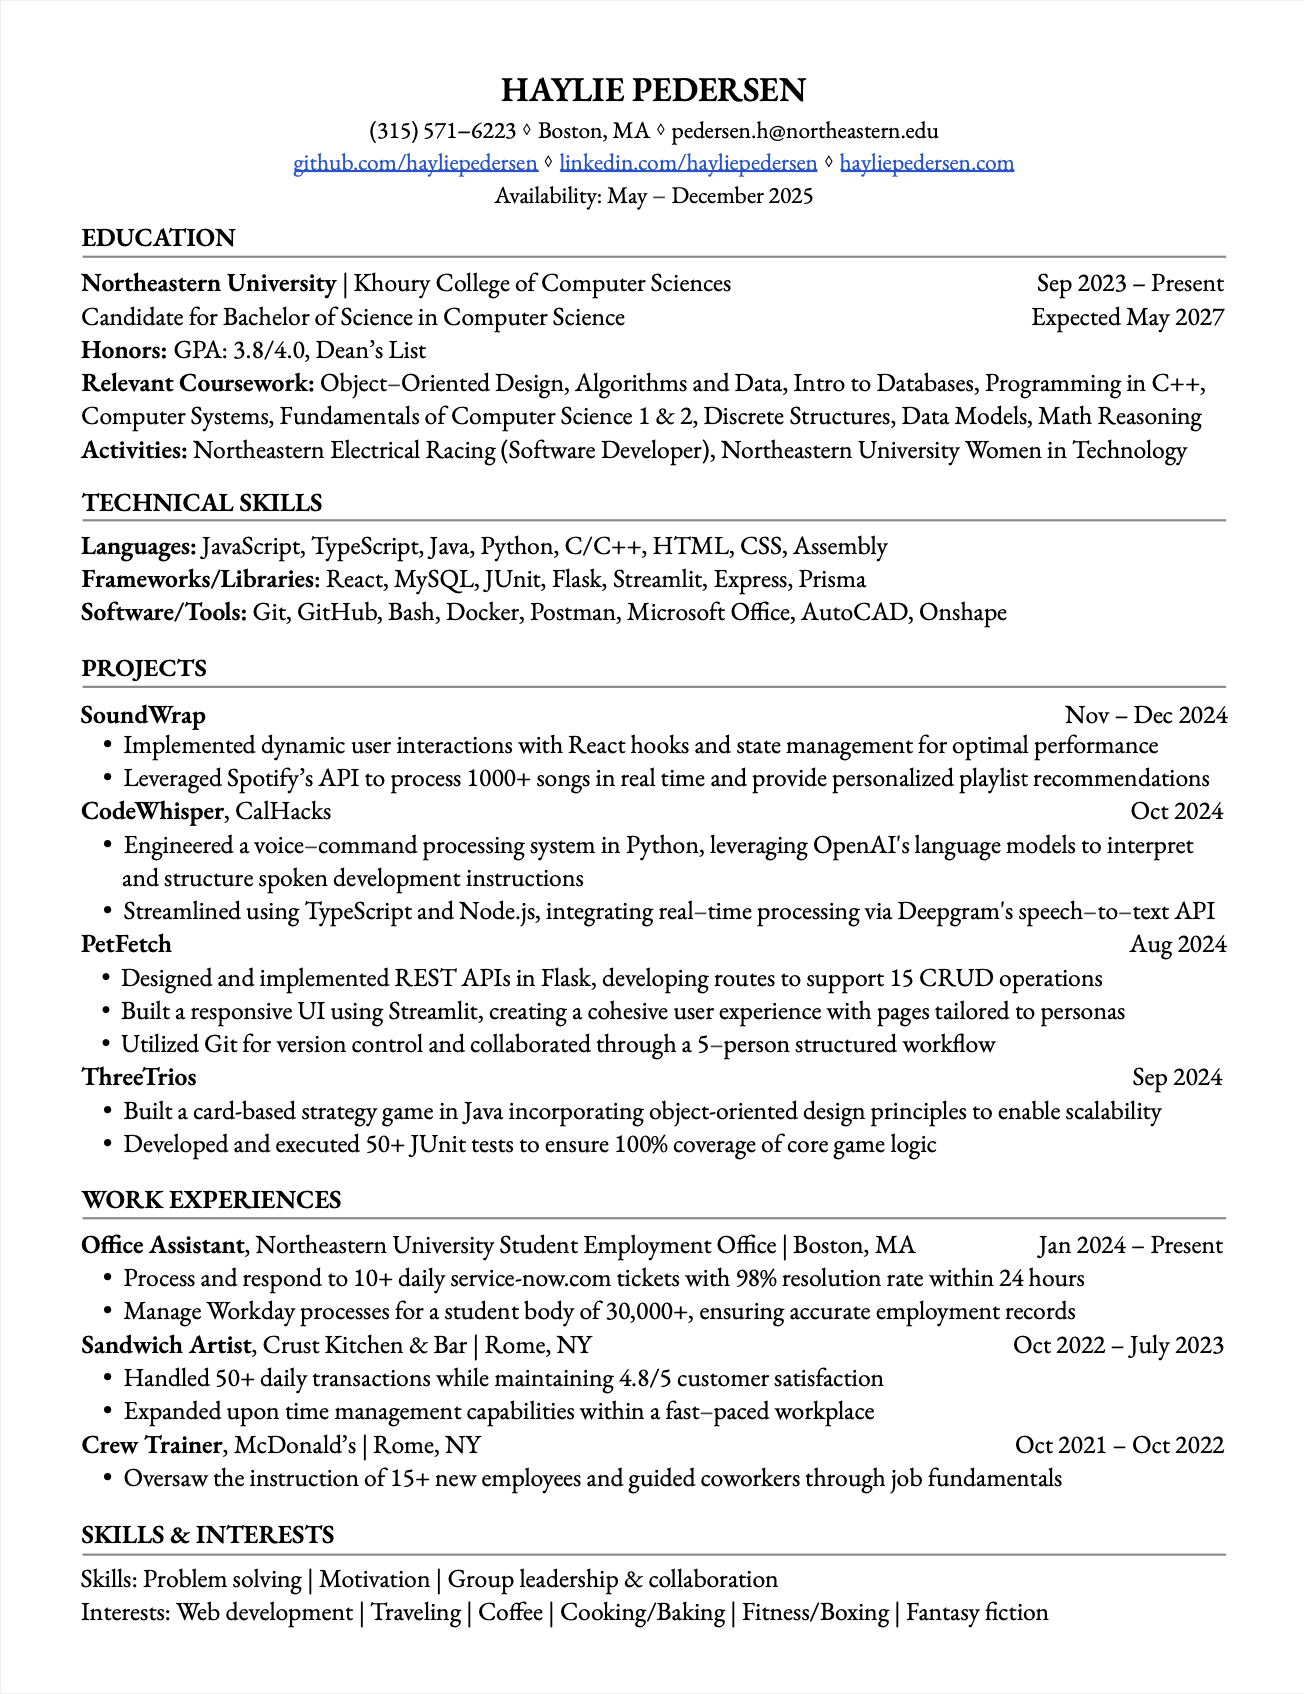 HAYLIE PEDERSEN
(315) 571–6223 ◊ Boston, MA ◊ pedersen.h@northeastern.edu
github.com/hayliepedersen ◊ linkedin.com/hayliepedersen ◊ hayliepedersen.com
Availability: May – December 2025
EDUCATION
Northeastern University | Khoury College of Computer Sciences Sep 2023 – Present
Candidate for Bachelor of Science in Computer Science Expected May 2027
Honors: GPA: 3.8/4.0, Dean’s List
Relevant Coursework: Object–Oriented Design, Algorithms and Data, Intro to Databases, Programming in C++,
Computer Systems, Fundamentals of Computer Science 1 & 2, Discrete Structures, Data Models, Math Reasoning
Activities: Northeastern Electrical Racing (Software Developer), Northeastern University Women in Technology
TECHNICAL SKILLS
Languages: JavaScript, TypeScript, Java, Python, C/C++, HTML, CSS, Assembly
Frameworks/Libraries: React, MySQL, JUnit, Flask, Streamlit, Express, Prisma
Software/Tools: Git, GitHub, Bash, Docker, Postman, Microsoft Office, AutoCAD, Onshape
PROJECTS
SoundWrap Nov – Dec 2024
• Implemented dynamic user interactions with React hooks and state management for optimal performance
• Leveraged Spotify’s API to process 1000+ songs in real time and provide personalized playlist recommendations
CodeWhisper, CalHacks Oct 2024
• Engineered a voice–command processing system in Python, leveraging OpenAI's language models to interpret
and structure spoken development instructions
• Streamlined using TypeScript and Node.js, integrating real–time processing via Deepgram's speech–to–text API
PetFetch Aug 2024
• Designed and implemented REST APIs in Flask, developing routes to support 15 CRUD operations
• Built a responsive UI using Streamlit, creating a cohesive user experience with pages tailored to personas
• Utilized Git for version control and collaborated through a 5–person structured workflow
ThreeTrios Sep 2024
• Built a card-based strategy game in Java incorporating object-oriented design principles to enable scalability
• Developed and executed 50+ JUnit tests to ensure 100% coverage of core game logic
WORK EXPERIENCES
Office Assistant, Northeastern University Student Employment Office | Boston, MA Jan 2024 – Present
• Process and respond to 10+ daily service-now.com tickets with 98% resolution rate within 24 hours
• Manage Workday processes for a student body of 30,000+, ensuring accurate employment records
Sandwich Artist, Crust Kitchen & Bar | Rome, NY Oct 2022 – July 2023
• Handled 50+ daily transactions while maintaining 4.8/5 customer satisfaction
• Expanded upon time management capabilities within a fast–paced workplace
Crew Trainer, McDonald’s | Rome, NY Oct 2021 – Oct 2022
• Oversaw the instruction of 15+ new employees and guided coworkers through job fundamentals
SKILLS & INTERESTS
Skills: Problem solving | Motivation | Group leadership & collaboration
Interests: Web development | Traveling | Coffee | Cooking/Baking | Fitness/Boxing | Fantasy fiction